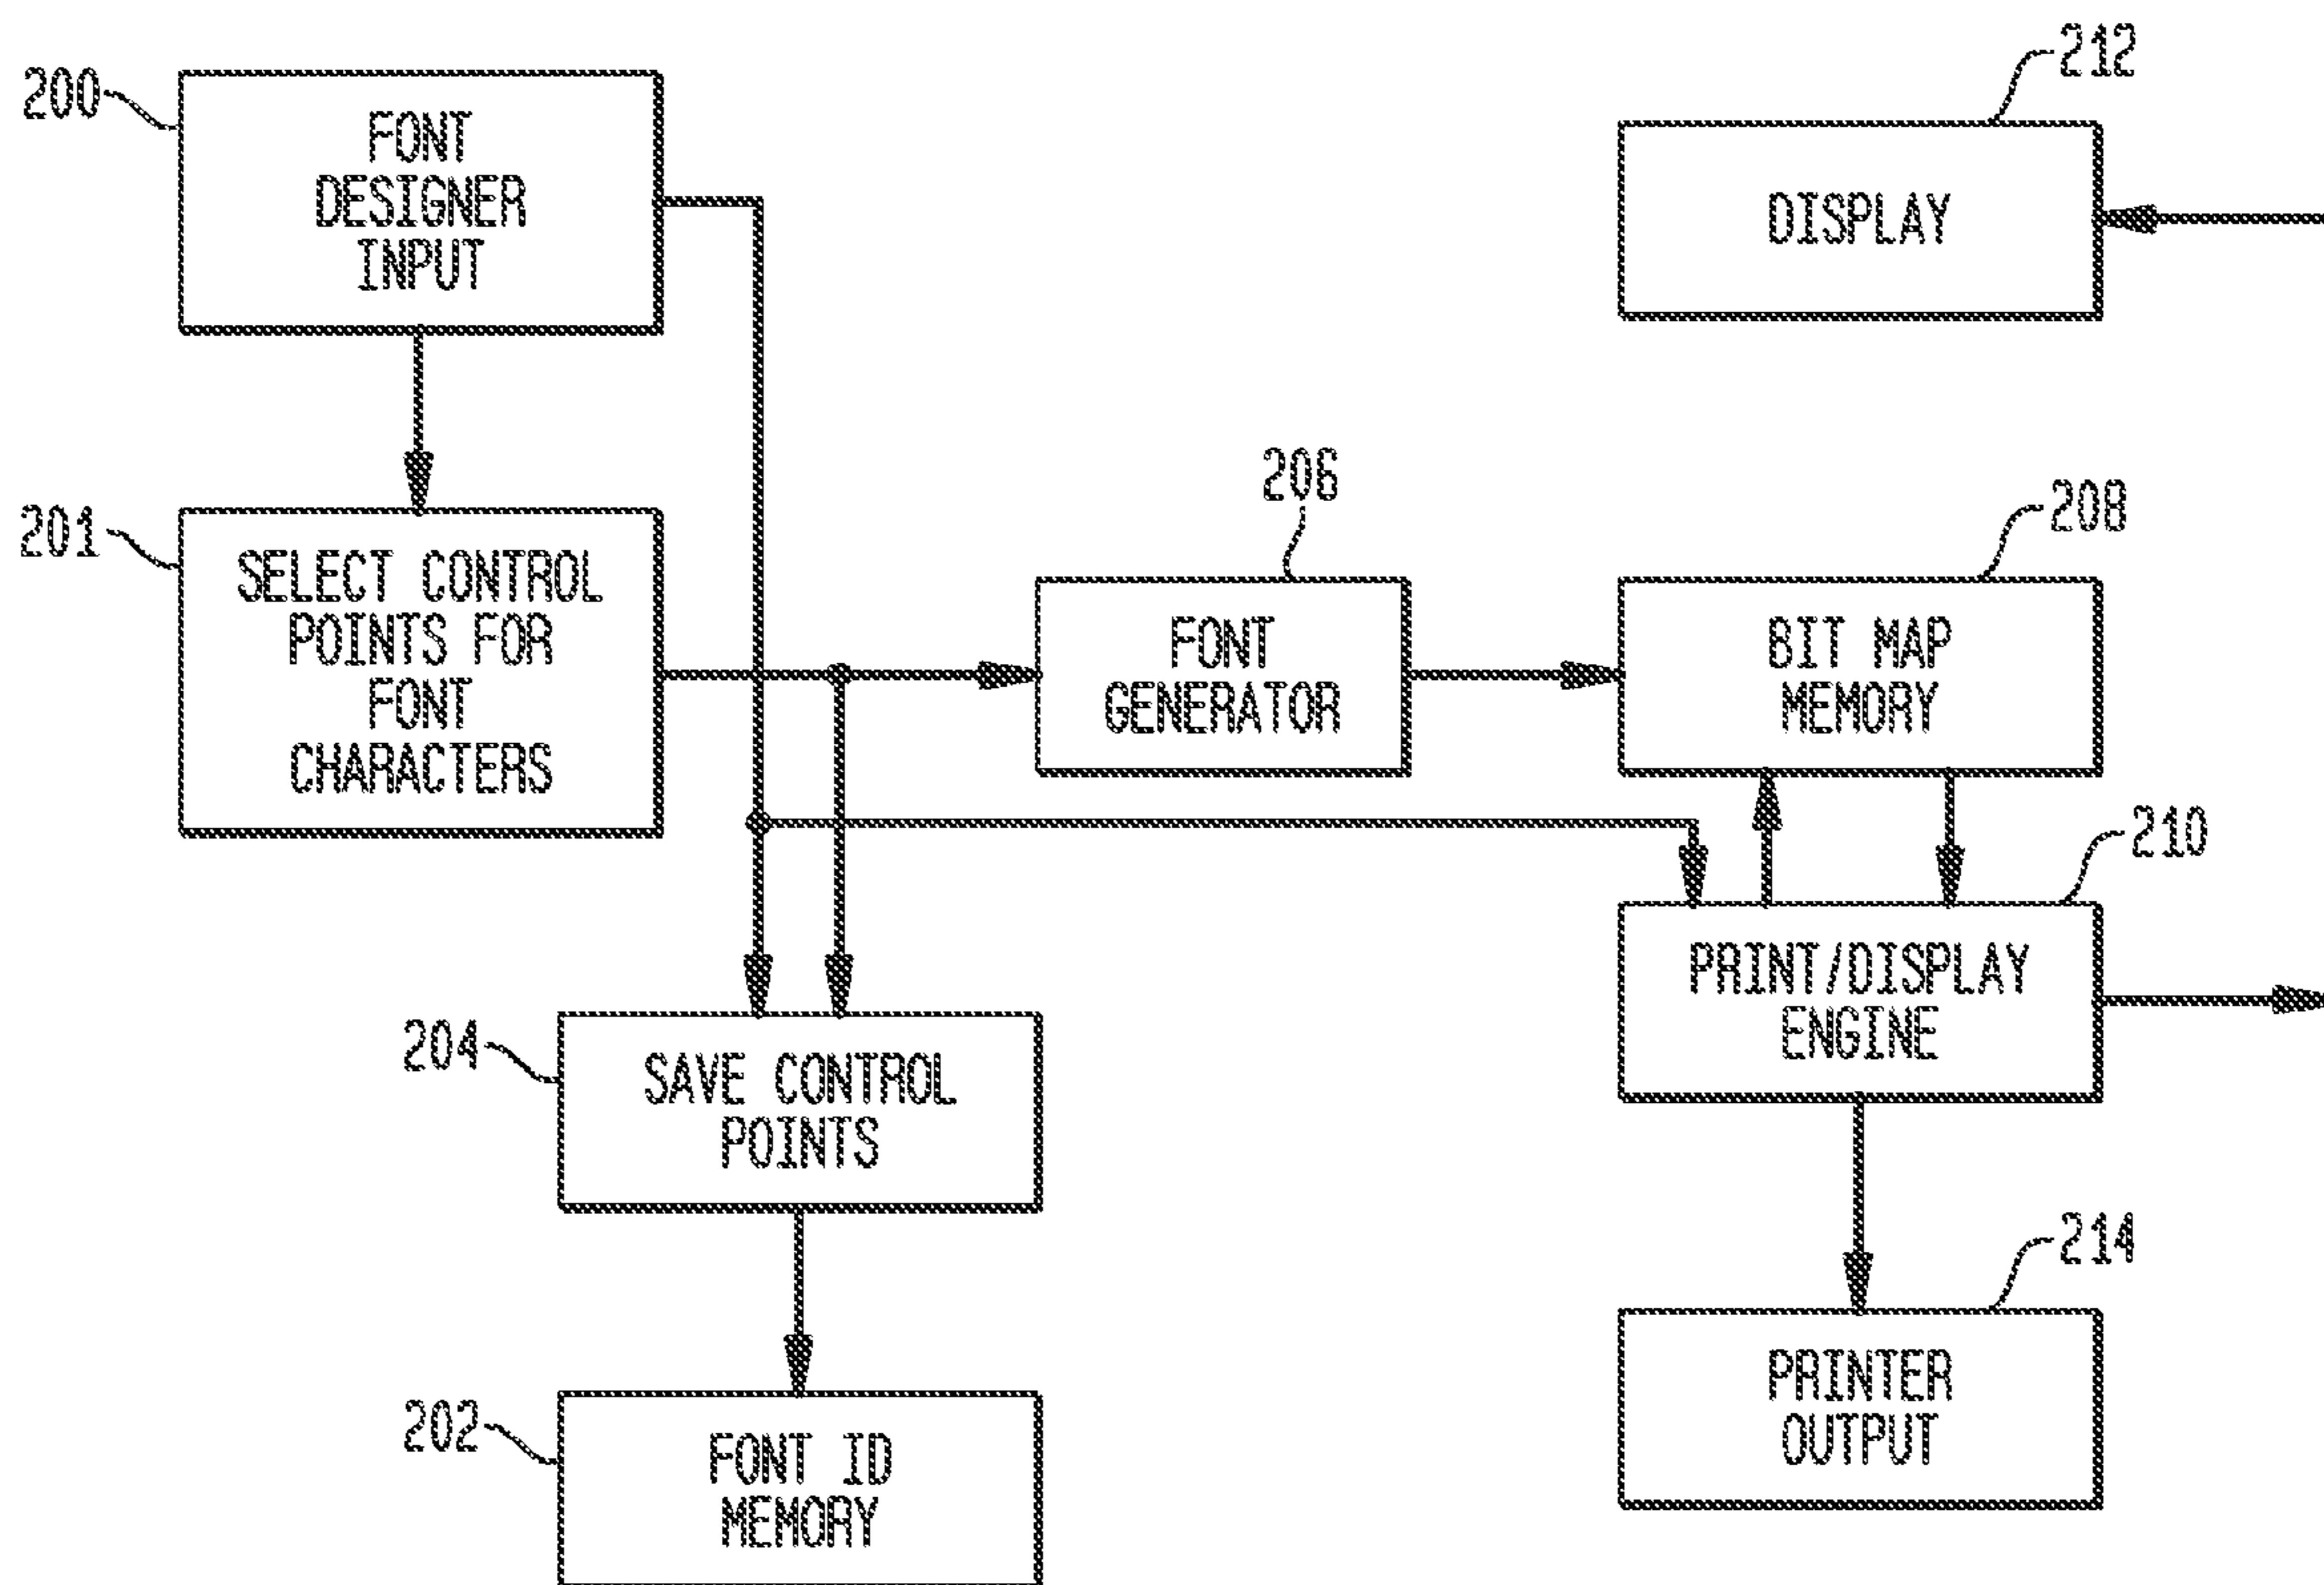 200
FONT
DESIGNER
INPUT
212
DISPLAY
201
SELECT CONTROL
POINTS FOR
FONT
CHARACTERS
206
FONT
GENERATOR
208
BIT MAP
MEMORY
210
PRINT/DISPLAY
ENGINE
204
SAVE CONTROL
POINTS
214
PRINTER
OUTPUT
202
FONT ID
MEMORY